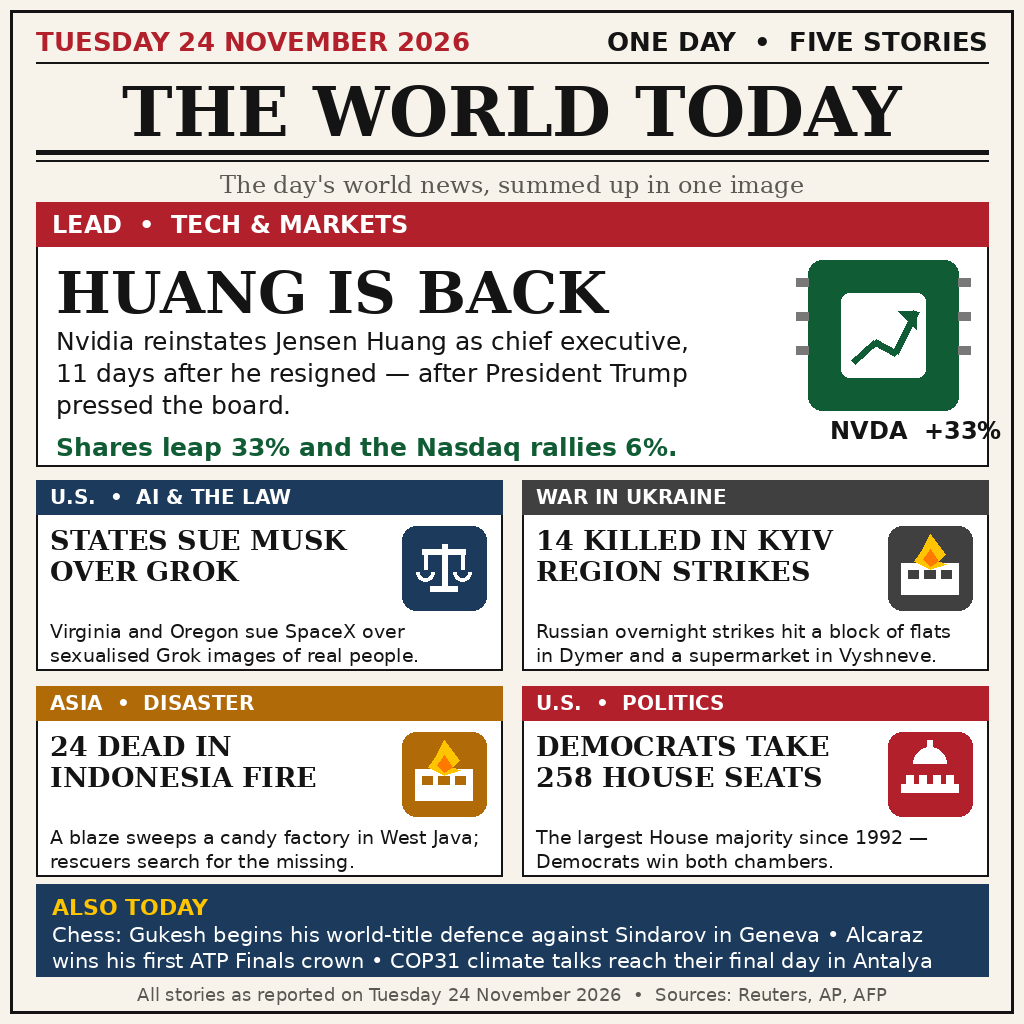 TUESDAY 24 NOVEMBER 2026
ONE DAY • FIVE STORIES
THE WORLD TODAY
The day's world news, summed up in one image
LEAD • TECH & MARKETS
HUANG IS BACK
Nvidia reinstates Jensen Huang as chief executive,
11 days after he resigned — after President Trump
pressed the board.
Shares leap 33% and the Nasdaq rallies 6%.
NVDA +33%
U.S. • AI & THE LAW
STATES SUE MUSK
OVER GROK
Virginia and Oregon sue SpaceX over
sexualised Grok images of real people.
WAR IN UKRAINE
14 KILLED IN KYIV
REGION STRIKES
Russian overnight strikes hit a block of flats
in Dymer and a supermarket in Vyshneve.
ASIA • DISASTER
24 DEAD IN
INDONESIA FIRE
A blaze sweeps a candy factory in West Java;
rescuers search for the missing.
U.S. • POLITICS
DEMOCRATS TAKE
258 HOUSE SEATS
The largest House majority since 1992 —
Democrats win both chambers.
ALSO TODAY
Chess: Gukesh begins his world-title defence against Sindarov in Geneva • Alcaraz
wins his first ATP Finals crown • COP31 climate talks reach their final day in Antalya
All stories as reported on Tuesday 24 November 2026 • Sources: Reuters, AP, AFP